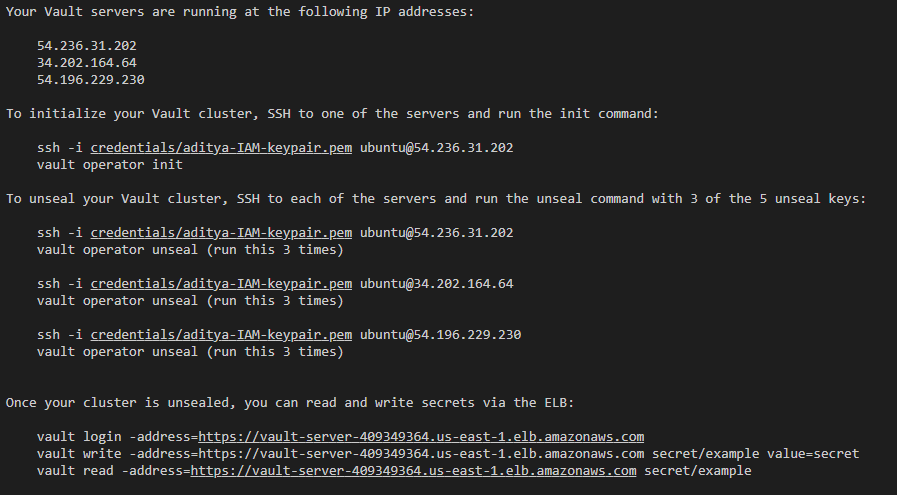 Your Vault servers are running at the following IP addresses:
54.236.31.202
34.202.164.64
54.196.229.230
To initialize your Vault cluster, SSH to one of the servers and run the init command:
ssh -i credentials/aditya-IAM-keypair.pem ubuntu@54.236.31.202
vault operator init
To unseal your Vault cluster, SSH to each of the servers and run the unseal command with 3 of the 5 unseal keys:
ssh -i credentials/aditya-IAM-keypair.pem ubuntu@54.236.31.202
vault operator unseal (run this 3 times)
ssh -i credentials/aditya-IAM-keypair.pem ubuntu@34.202.164.64
vault operator unseal (run this 3 times)
ssh -i credentials/aditya-IAM-keypair.pem ubuntu@54.196.229.230
vault operator unseal (run this 3 times)
Once your cluster is unsealed, you can read and write secrets via the ELB:
vault login -address=https://vault-server-409349364.us-east-1.elb.amazonaws.com
vault write -address=https://vault-server-409349364.us-east-1.elb.amazonaws.com secret/example value=secret
vault read -address=https://vault-server-409349364.us-east-1.elb.amazonaws.com secret/example